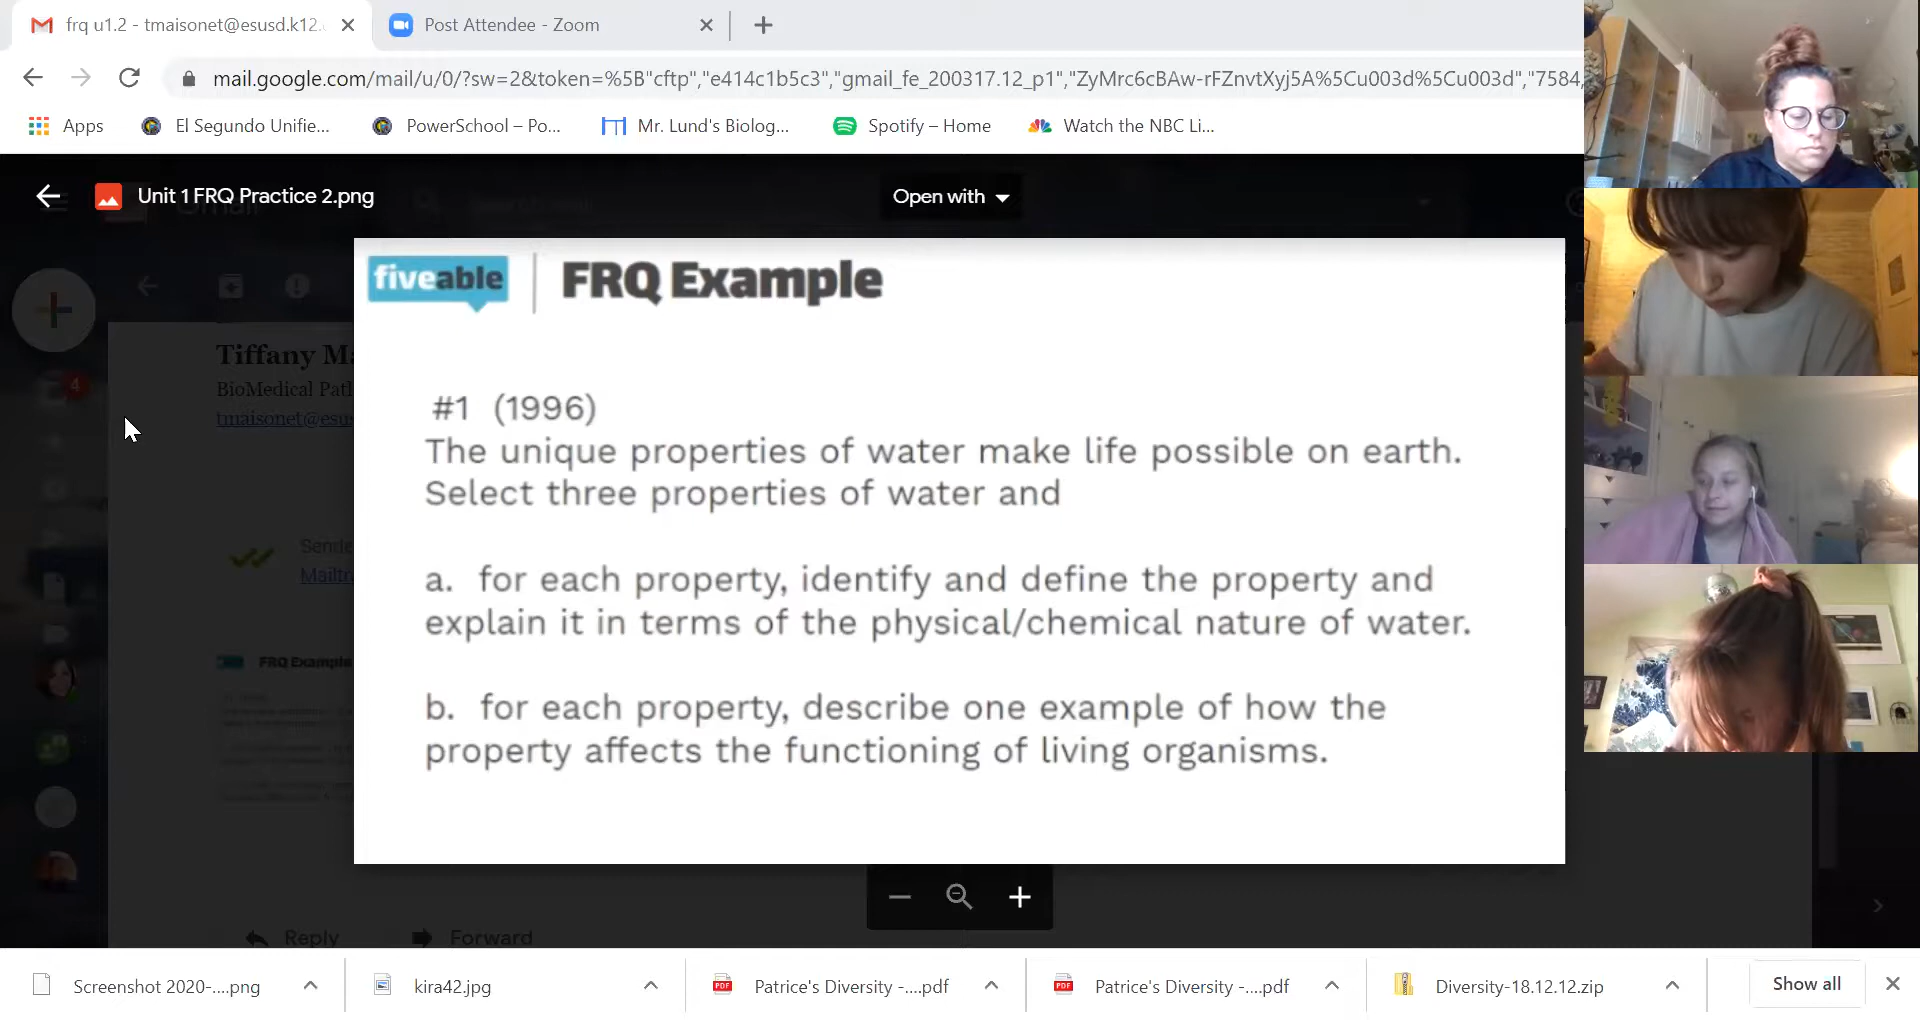 frq u1.2 - tmaisonet@esusd.k12.
Post Attendee - Zoom
mail.google.com/mail/u/0/?sw=2&token=%5B"cftp","e414c1b5c3","gmail_fe_200317.12_p1","ZyMrc6cBAw-rFZnvtXyj5A%5Cu003d%5Cu003d","7584,
Apps
El Segundo Unifie...
PowerSchool – Po...
Mr. Lund's Biolog...
Spotify – Home
Watch the NBC Li...
Unit 1 FRQ Practice 2.png
Open with
fiveable
FRQ Example
Tiffany
BioMedical
tmaisonet@esus
4
#1 (1996)
The unique properties of water make life possible on earth.
Select three properties of water and
a. for each property, identify and define the property and
explain it in terms of the physical/chemical nature of water.
b. for each property, describe one example of how the
property affects the functioning of living organisms.
FRQ Example
Reply
Forward
Screenshot 2020-....png
kira42.jpg
Patrice's Diversity -....pdf
Patrice's Diversity -....pdf
Diversity-18.12.12.zip
Show all